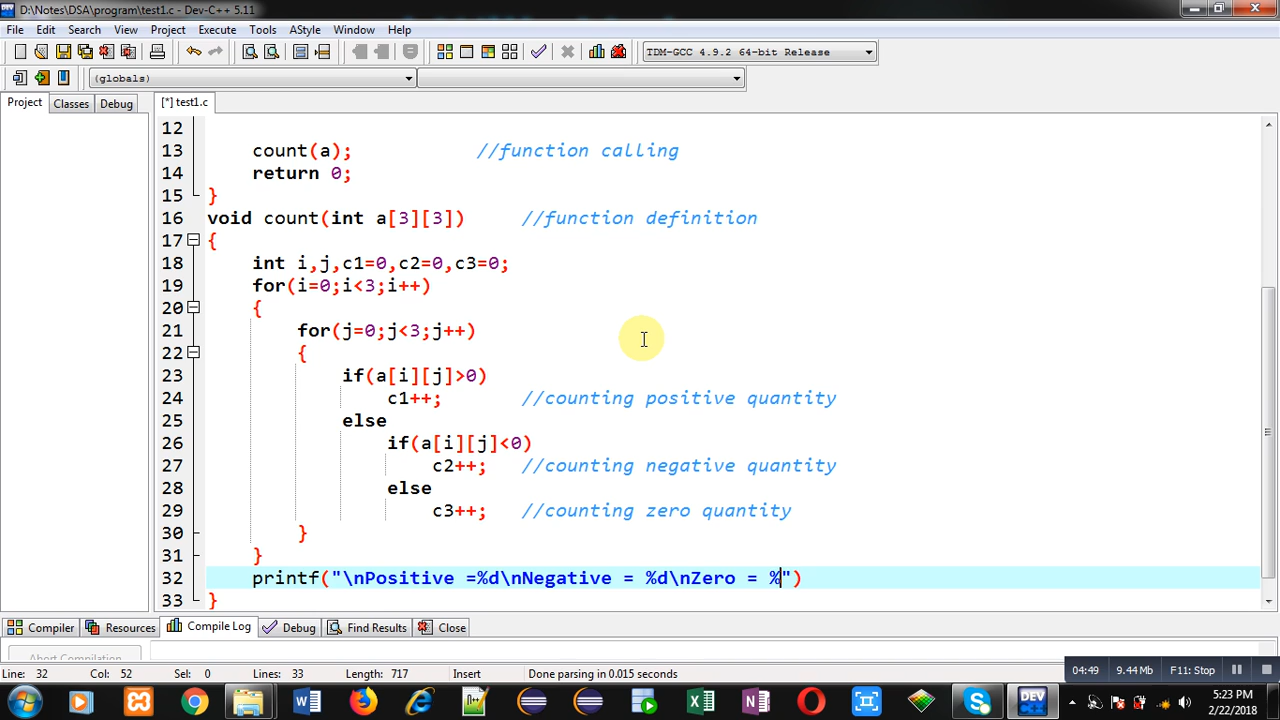 D:\Notes\DSA\program\test1.c - Dev-C++ 5.11
File Edit Search View Project Execute Tools AStyle Window Help
TDM-GCC 4.9.2 64-bit Release
(globals)
Project Classes Debug [*] test1.c
12
13 count(a); //function calling
14 return 0;
15 }
16 void count(int a[3][3]) //function definition
17 {
18 int i,j,c1=0,c2=0,c3=0;
19 for(i=0;i<3;i++)
20 {
21 for(j=0;j<3;j++)
22 {
23 if(a[i][j]>0)
24 c1++; //counting positive quantity
25 else
26 if(a[i][j]<0)
27 c2++; //counting negative quantity
28 else
29 c3++; //counting zero quantity
30 }
31 }
32 printf("\nPositive =%d\nNegative = %d\nZero = %")
33 }
Compiler Resources Compile Log Debug Find Results Close
Abort Compilation
Line: 32 Col: 52 Sel: 0 Lines: 33 Length: 717 Insert Done parsing in 0.015 seconds
04:49 9.44 Mb F11: Stop
5:23 PM
2/22/2018